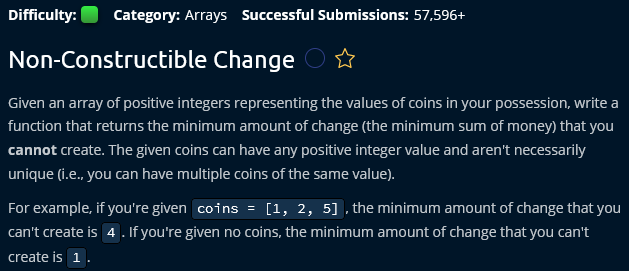 Difficulty: Category: Arrays Successful Submissions: 57,596+
Non-Constructible Change
Given an array of positive integers representing the values of coins in your possession, write a
function that returns the minimum amount of change (the minimum sum of money) that you
cannot create. The given coins can have any positive integer value and aren't necessarily
unique (i.e., you can have multiple coins of the same value).
For example, if you're given coins = [1, 2, 5] , the minimum amount of change that you
can't create is 4 . If you're given no coins, the minimum amount of change that you can't
create is 1 .